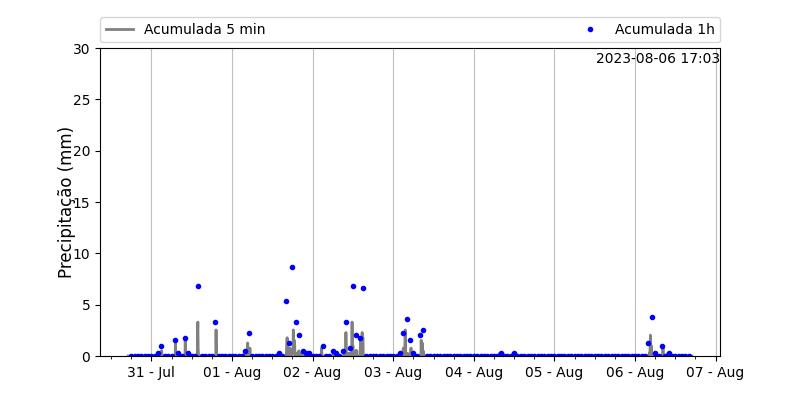 Acumulada 5 min
Acumulada 1h
2023-08-06 17:03
Precipitação (mm)
30
25
20
15
10
5
0
31 - Jul 01 - Aug 02 - Aug 03 - Aug 04 - Aug 05 - Aug 06 - Aug 07 - Aug